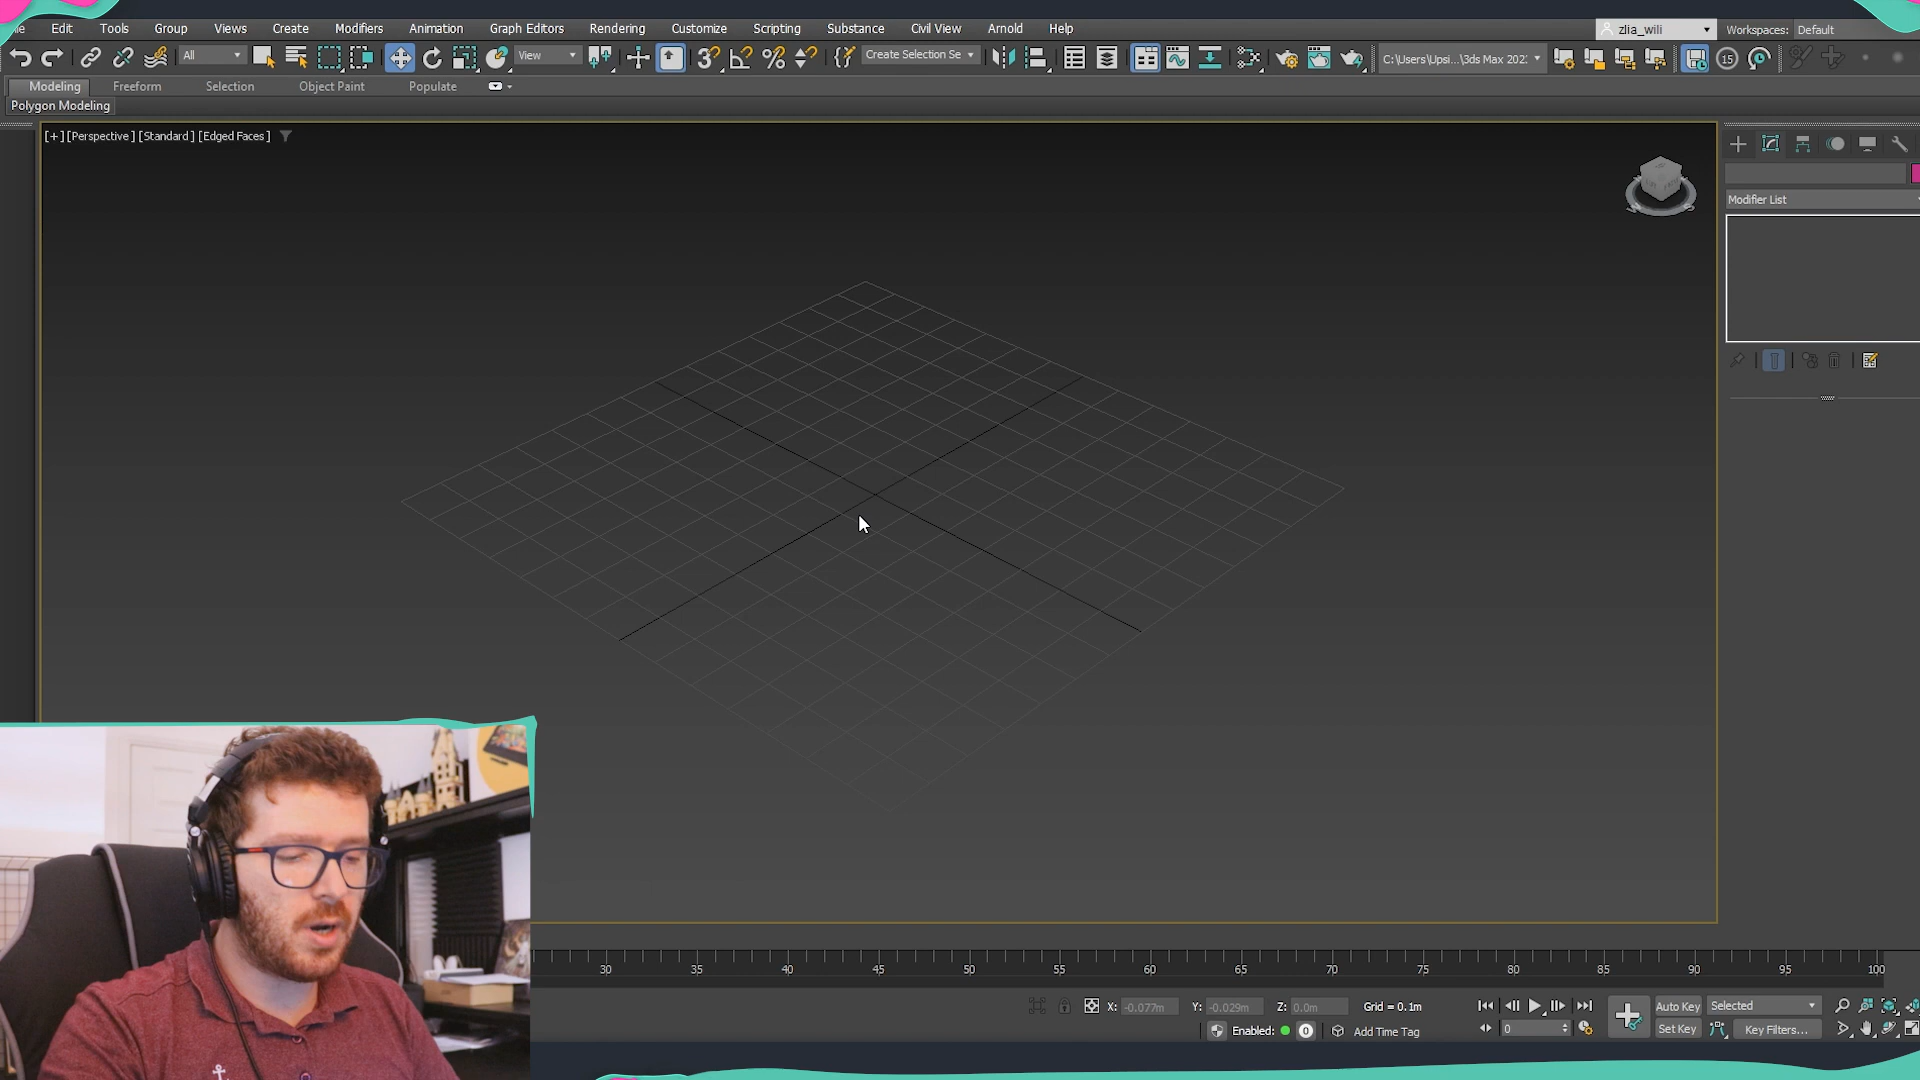 Edit Tools Group Views Create Modifiers Animation Graph Editors Rendering Customize Scripting Substance Civil View Arnold Help
zlia_wili Workspaces: Default
All View Create Selection Se C:\Users\Upsi...\3ds Max 202: 15
Modeling Freeform Selection Object Paint Populate
Polygon Modeling
[+] [Perspective ] [Standard ] [Edged Faces ]
Modifier List
30 35 40 45 50 55 60 65 70 75 80 85 90 95 100
X: -0.077m Y: -0.029m Z: 0.0m Grid = 0.1m Auto Key Selected
Enabled: 0 Add Time Tag 0 Set Key Key Filters...